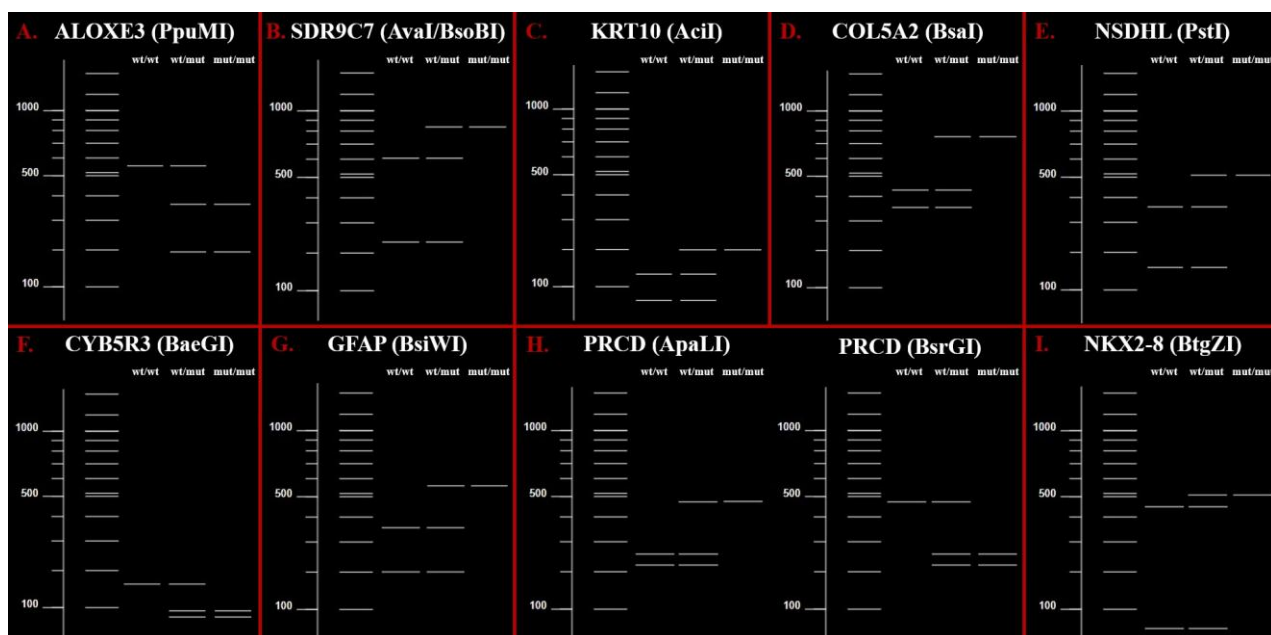 A. ALOXE3 (PpuMI)
wt/wt wt/mut mut/mut
1000
500
100
B. SDR9C7 (AvaI/BsoBI)
wt/wt wt/mut mut/mut
1000
500
100
C. KRT10 (AciI)
wt/wt wt/mut mut/mut
1000
500
100
D. COL5A2 (BsaI)
wt/wt wt/mut mut/mut
1000
500
100
E. NSDHL (PstI)
wt/wt wt/mut mut/mut
1000
500
100
F. CYB5R3 (BaeGI)
wt/wt wt/mut mut/mut
1000
500
100
G. GFAP (BsiWI)
wt/wt wt/mut mut/mut
1000
500
100
H. PRCD (ApaLI)
wt/wt wt/mut mut/mut
1000
500
100
PRCD (BsrGI)
wt/wt wt/mut mut/mut
1000
500
100
I. NKX2-8 (BtgZI)
wt/wt wt/mut mut/mut
1000
500
100